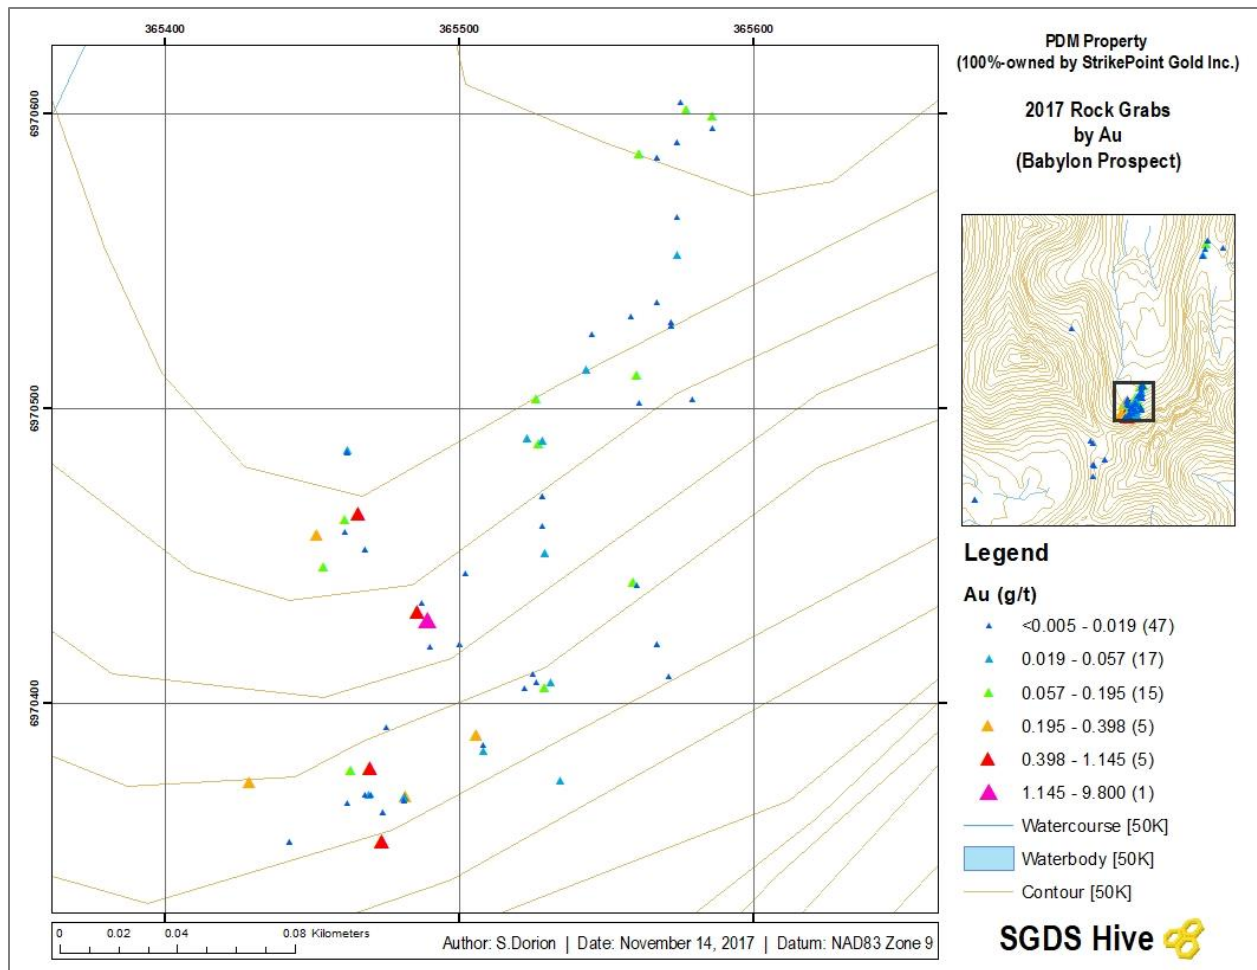 365400
365500
365600
6970600
6970500
6970400
PDM Property
(100%-owned by StrikePoint Gold Inc.)
2017 Rock Grabs
by Au
(Babylon Prospect)
Legend
Au (g/t)
<0.005 - 0.019 (47)
0.019 - 0.057 (17)
0.057 - 0.195 (15)
0.195 - 0.398 (5)
0.398 - 1.145 (5)
1.145 - 9.800 (1)
Watercourse [50K]
Waterbody [50K]
Contour [50K]
0 0.02 0.04 0.08 Kilometers
Author: S.Dorion | Date: November 14, 2017 | Datum: NAD83 Zone 9
SGDS Hive